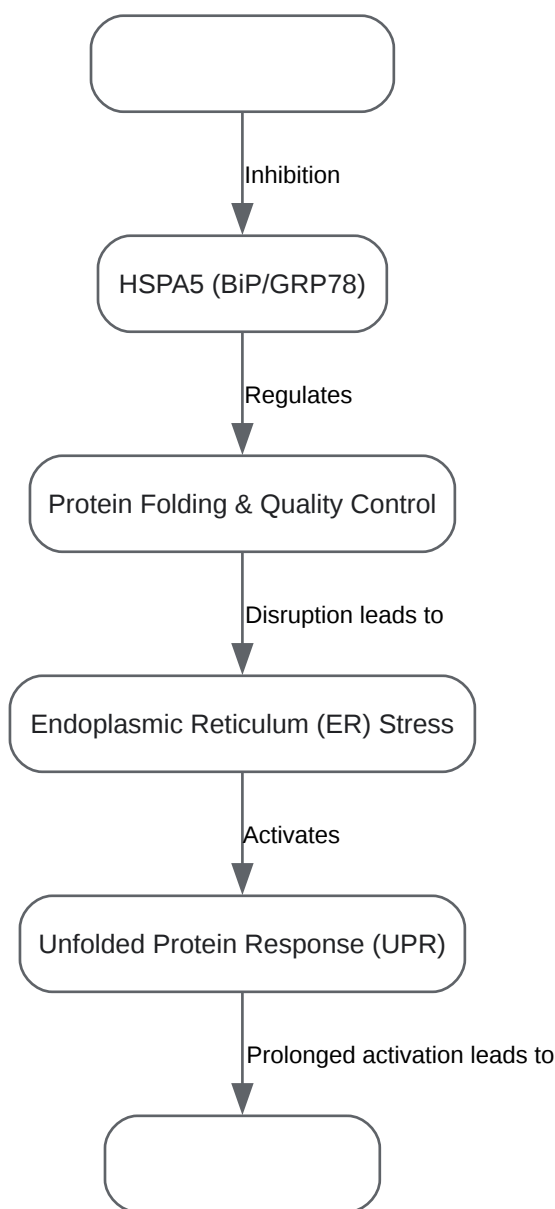 Inhibition
HSPA5 (BiP/GRP78)
Regulates
Protein Folding & Quality Control
Disruption leads to
Endoplasmic Reticulum (ER) Stress
Activates
Unfolded Protein Response (UPR)
Prolonged activation leads to